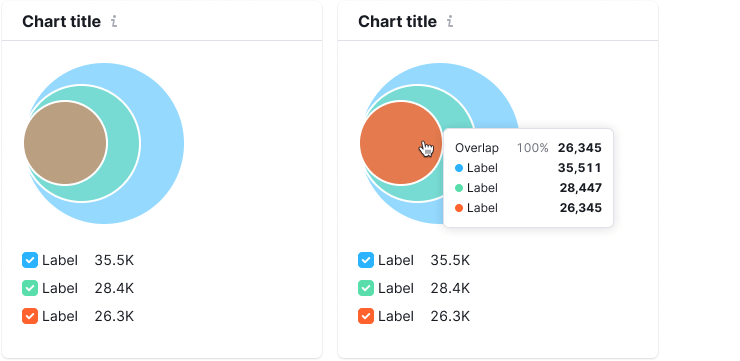 Chart title
Label 35.5K
Label 28.4K
Label 26.3K
Chart title
Overlap 100% 26,345
Label 35,511
Label 28,447
Label 26,345
Label 35.5K
Label 28.4K
Label 26.3K